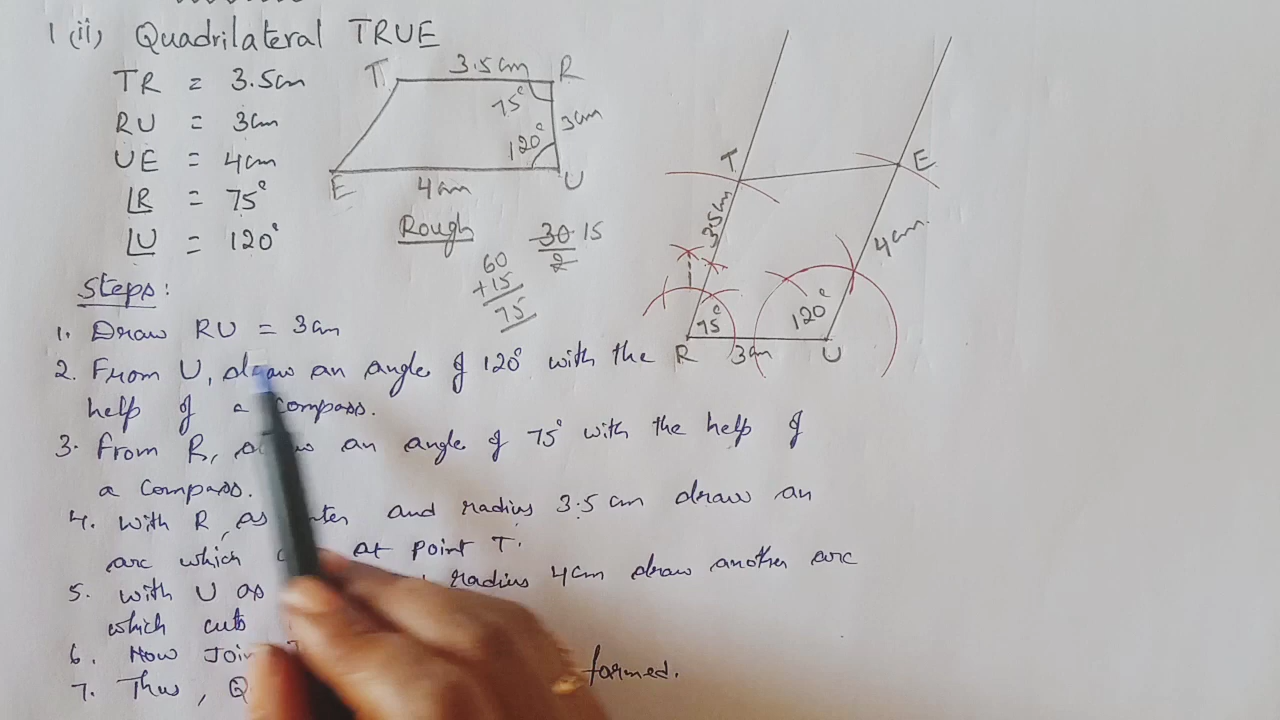 1 (ii) Quadrilateral TRUE
TR = 3.5cm
RU = 3cm
UE = 4cm
∠R = 75°
∠U = 120°
T 3.5cm R
75°
3cm
120°
E 4cm U
Rough
30 15
2
60
+15
75
T E
3.5cm
4cm.
75° 120°
R 3cm U
Steps:
1. Draw RU = 3cm
2. From U, draw an angle of 120° with the
help of a compass.
3. From R, draw an angle of 75° with the help of
a compass.
4. With R, as and radius 3.5 cm draw an
arc which at point T.
5. With U as radius 4cm draw another arc
which cuts
6. Now Join
7. Thus, formed.